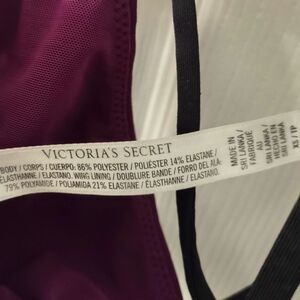 VICTORIA'S SECRET
BODY / CORPS / CUERPO: 86% POLYESTER / POLIÉSTER 14% ELASTANE /
ÉLASTHANNE / ELASTANO. WING LINING / DOUBLURE BANDE / FORRO DEL ALA:
79% POLYAMIDE / POLIAMIDA 21% ELASTANE / ÉLASTHANNE / ELASTANO.
MADE IN
SRI LANKA /
FABRIQUÉ
AU
SRI LANKA /
HECHO EN
SRI LANKA
XS / TP